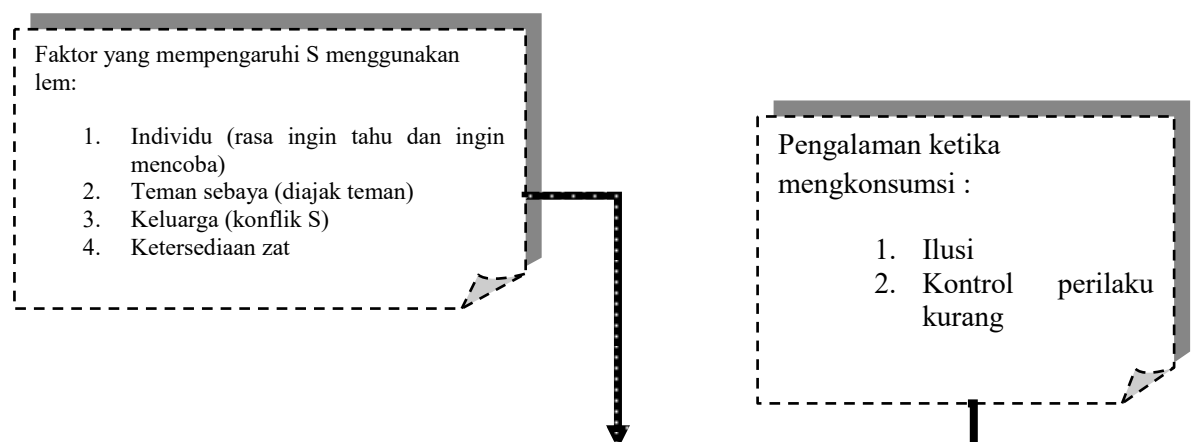 Faktor yang mempengaruhi S menggunakan
lem:
1. Individu (rasa ingin tahu dan ingin
mencoba)
2. Teman sebaya (diajak teman)
3. Keluarga (konflik S)
4. Ketersediaan zat
Pengalaman ketika
mengkonsumsi :
1. Ilusi
2. Kontrol perilaku
kurang